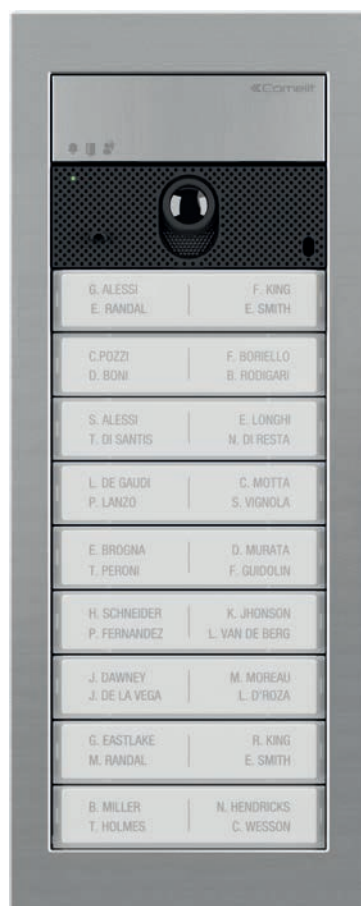 Comelit
G. ALESSI F. KING
E. RANDAL E. SMITH
C.POZZI F. BORIELLO
D. BONI B. RODIGARI
S. ALESSI E. LONGHI
T. DI SANTIS N. DI RESTA
L. DE GAUDI C. MOTTA
P. LANZO S. VIGNOLA
E. BROGNA D. MURATA
T. PERONI F. GUIDOLIN
H. SCHNEIDER K. JHONSON
P. FERNANDEZ L. VAN DE BERG
J. DAWNEY M. MOREAU
J. DE LA VEGA L. D'ROZA
G. EASTLAKE R. KING
M. RANDAL E. SMITH
B. MILLER N. HENDRICKS
T. HOLMES C. WESSON